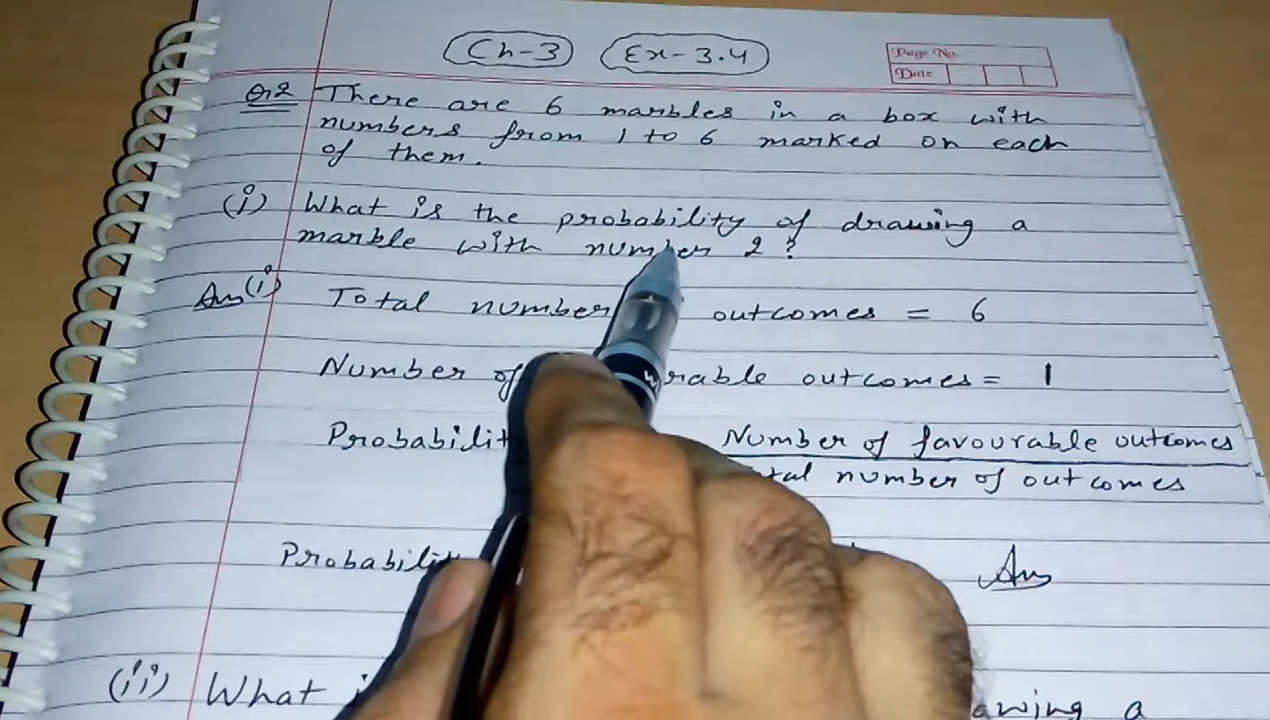 Ch-3 Ex-3.4
Page No.
Date
Q.2 There are 6 marbles in a box with
numbers from 1 to 6 marked on each
of them.
(i) What is the probability of drawing a
marble with number 2?
Ans (i) Total number outcomes = 6
Number of rable outcomes = 1
Probabilit Number of favourable outcomes
tal number of outcomes
Probabili Ans
(ii) What awing a